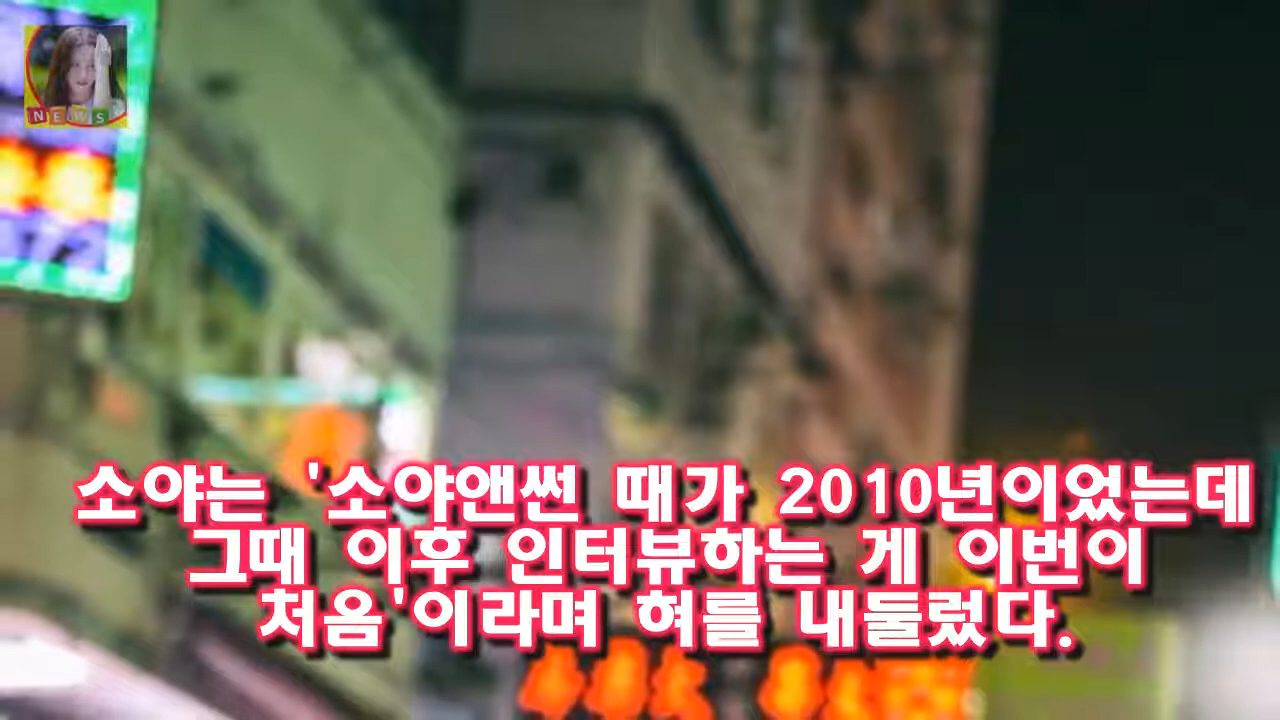 NEWS
소야는 '소야앤썬 때가 2010년이었는데
그때 이후 인터뷰하는 게 이번이
처음'이라며 혀를 내둘렀다.